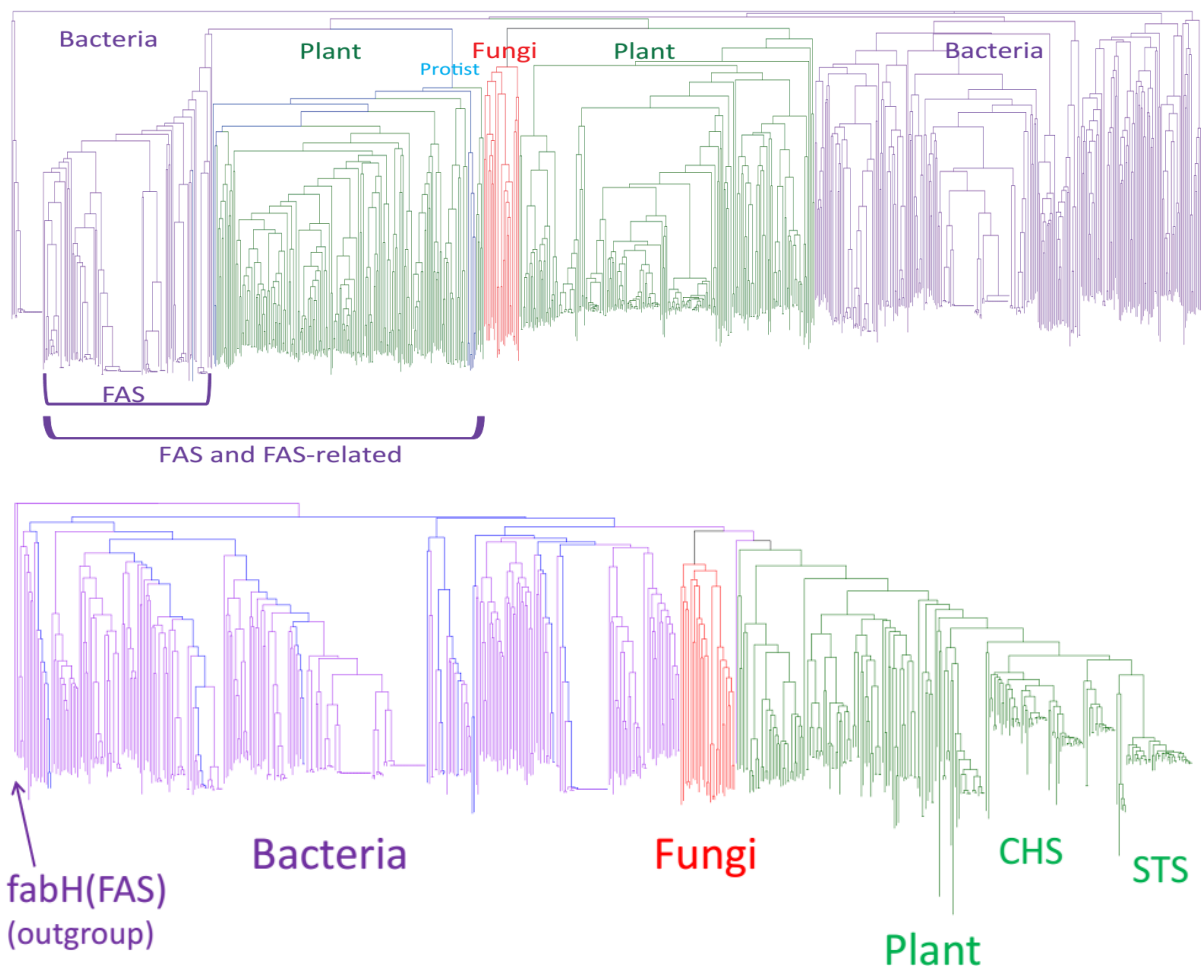 Bacteria
Plant
Fungi
Plant
Bacteria
Protist
FAS
FAS and FAS-related
Bacteria
Fungi
CHS
STS
fabH(FAS)
(outgroup)
Plant